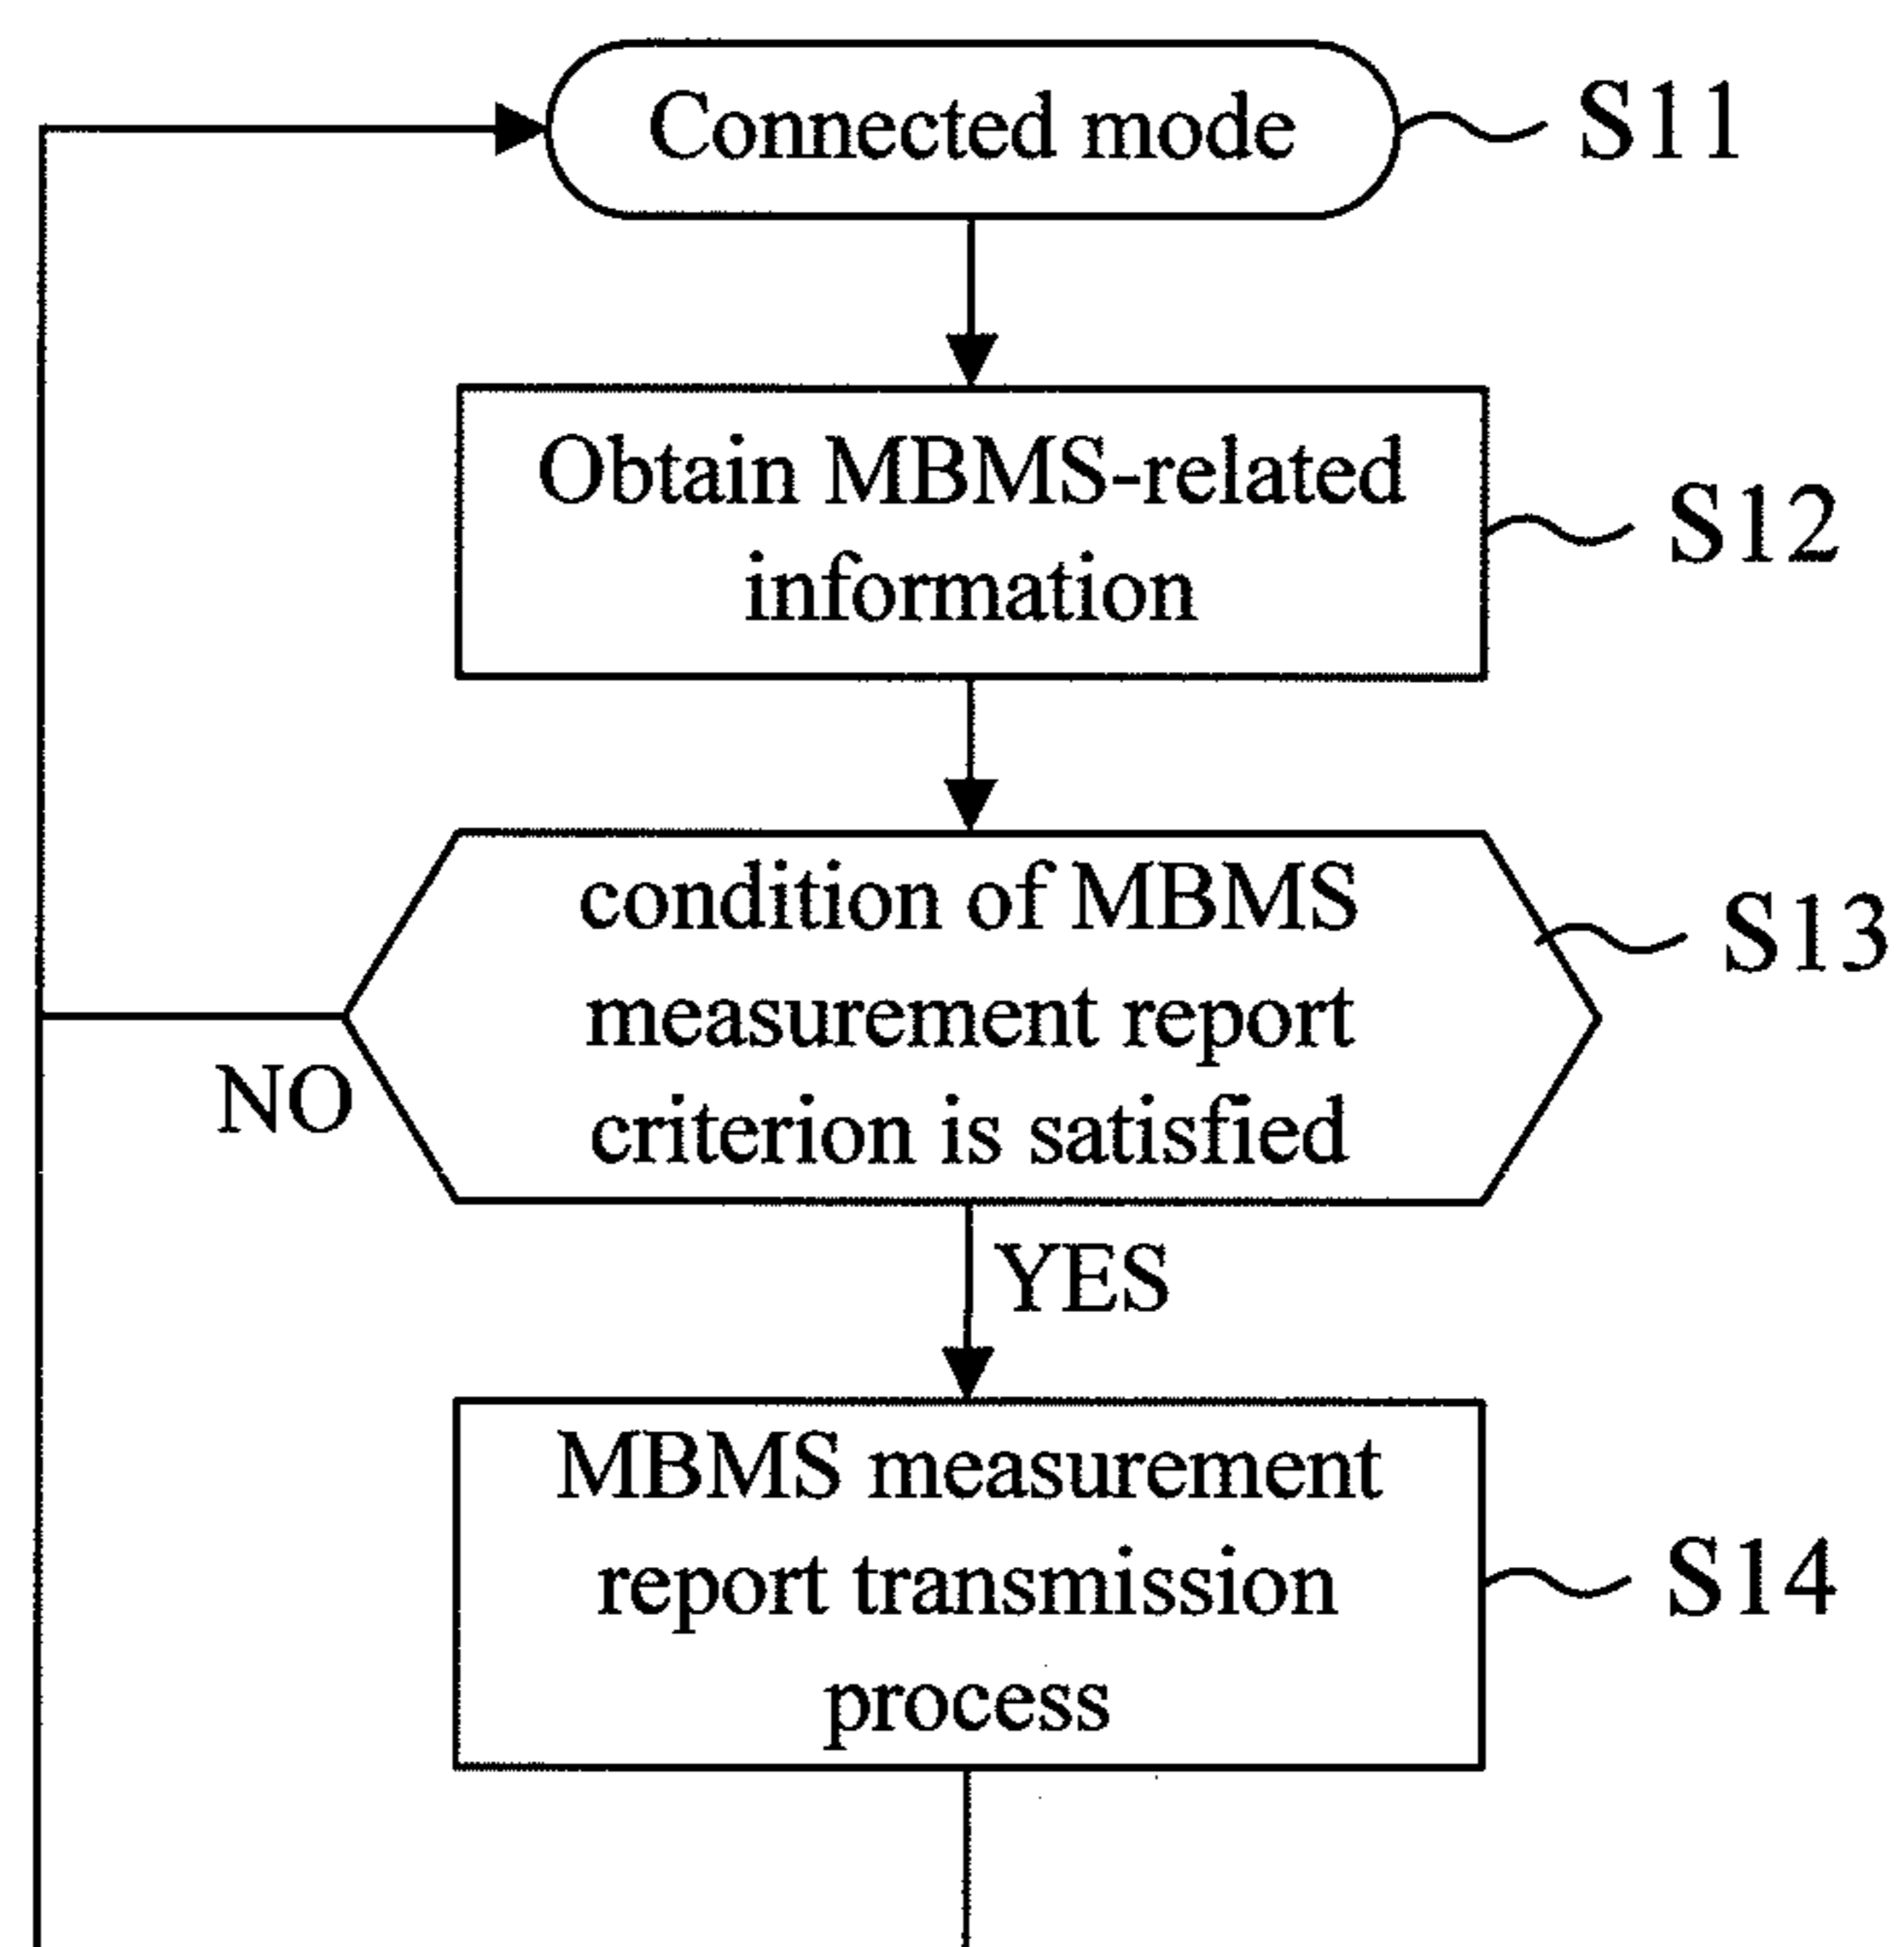 Connected mode
S11
Obtain MBMS-related
information
S12
condition of MBMS
measurement report
criterion is satisfied
S13
NO
YES
MBMS measurement
report transmission
process
S14